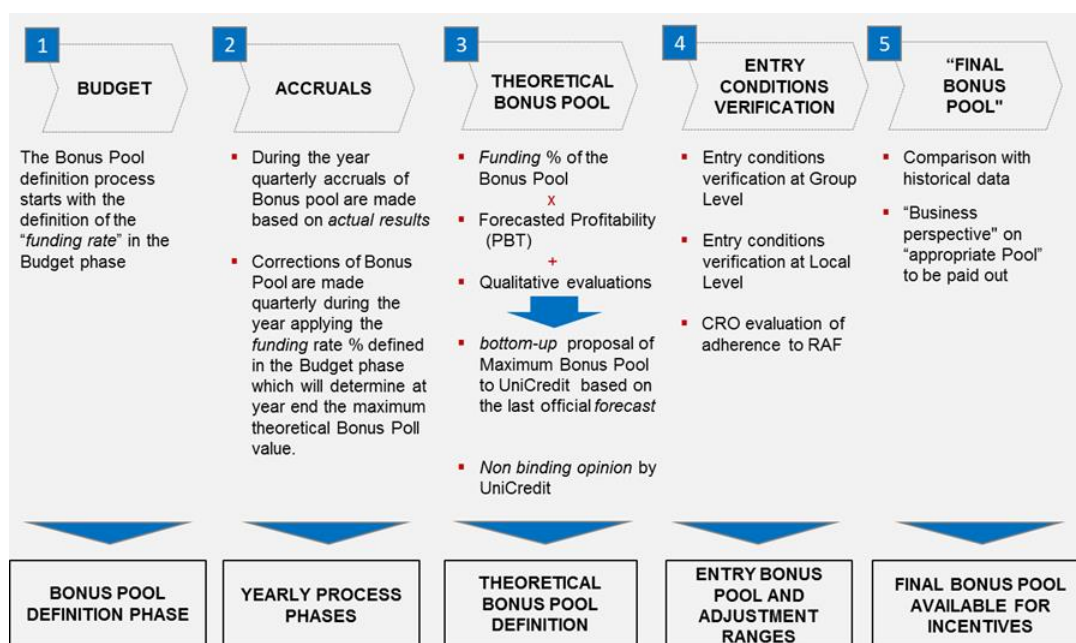 1
BUDGET
The Bonus Pool
definition process
starts with the
definition of the
“funding rate” in the
Budget phase
BONUS POOL
DEFINITION PHASE
2
ACCRUALS
▪ During the year
quarterly accruals of
Bonus pool are made
based on actual results
▪ Corrections of Bonus
Pool are made
quarterly during the
year applying the
funding rate % defined
in the Budget phase
which will determine at
year end the maximum
theoretical Bonus Poll
value.
YEARLY PROCESS
PHASES
3
THEORETICAL
BONUS POOL
▪ Funding % of the
Bonus Pool
x
▪ Forecasted Profitability
(PBT)
+
▪ Qualitative evaluations
▪ bottom-up proposal of
Maximum Bonus Pool
to UniCredit based on
the last official forecast
▪ Non binding opinion by
UniCredit
THEORETICAL
BONUS POOL
DEFINITION
4
ENTRY
CONDITIONS
VERIFICATION
▪ Entry conditions
verification at Group
Level
▪ Entry conditions
verification at Local
Level
▪ CRO evaluation of
adherence to RAF
ENTRY BONUS
POOL AND
ADJUSTMENT
RANGES
5
“FINAL
BONUS
POOL"
▪ Comparison with
historical data
▪ “Business
perspective" on
“appropriate Pool”
to be paid out
FINAL BONUS POOL
AVAILABLE FOR
INCENTIVES